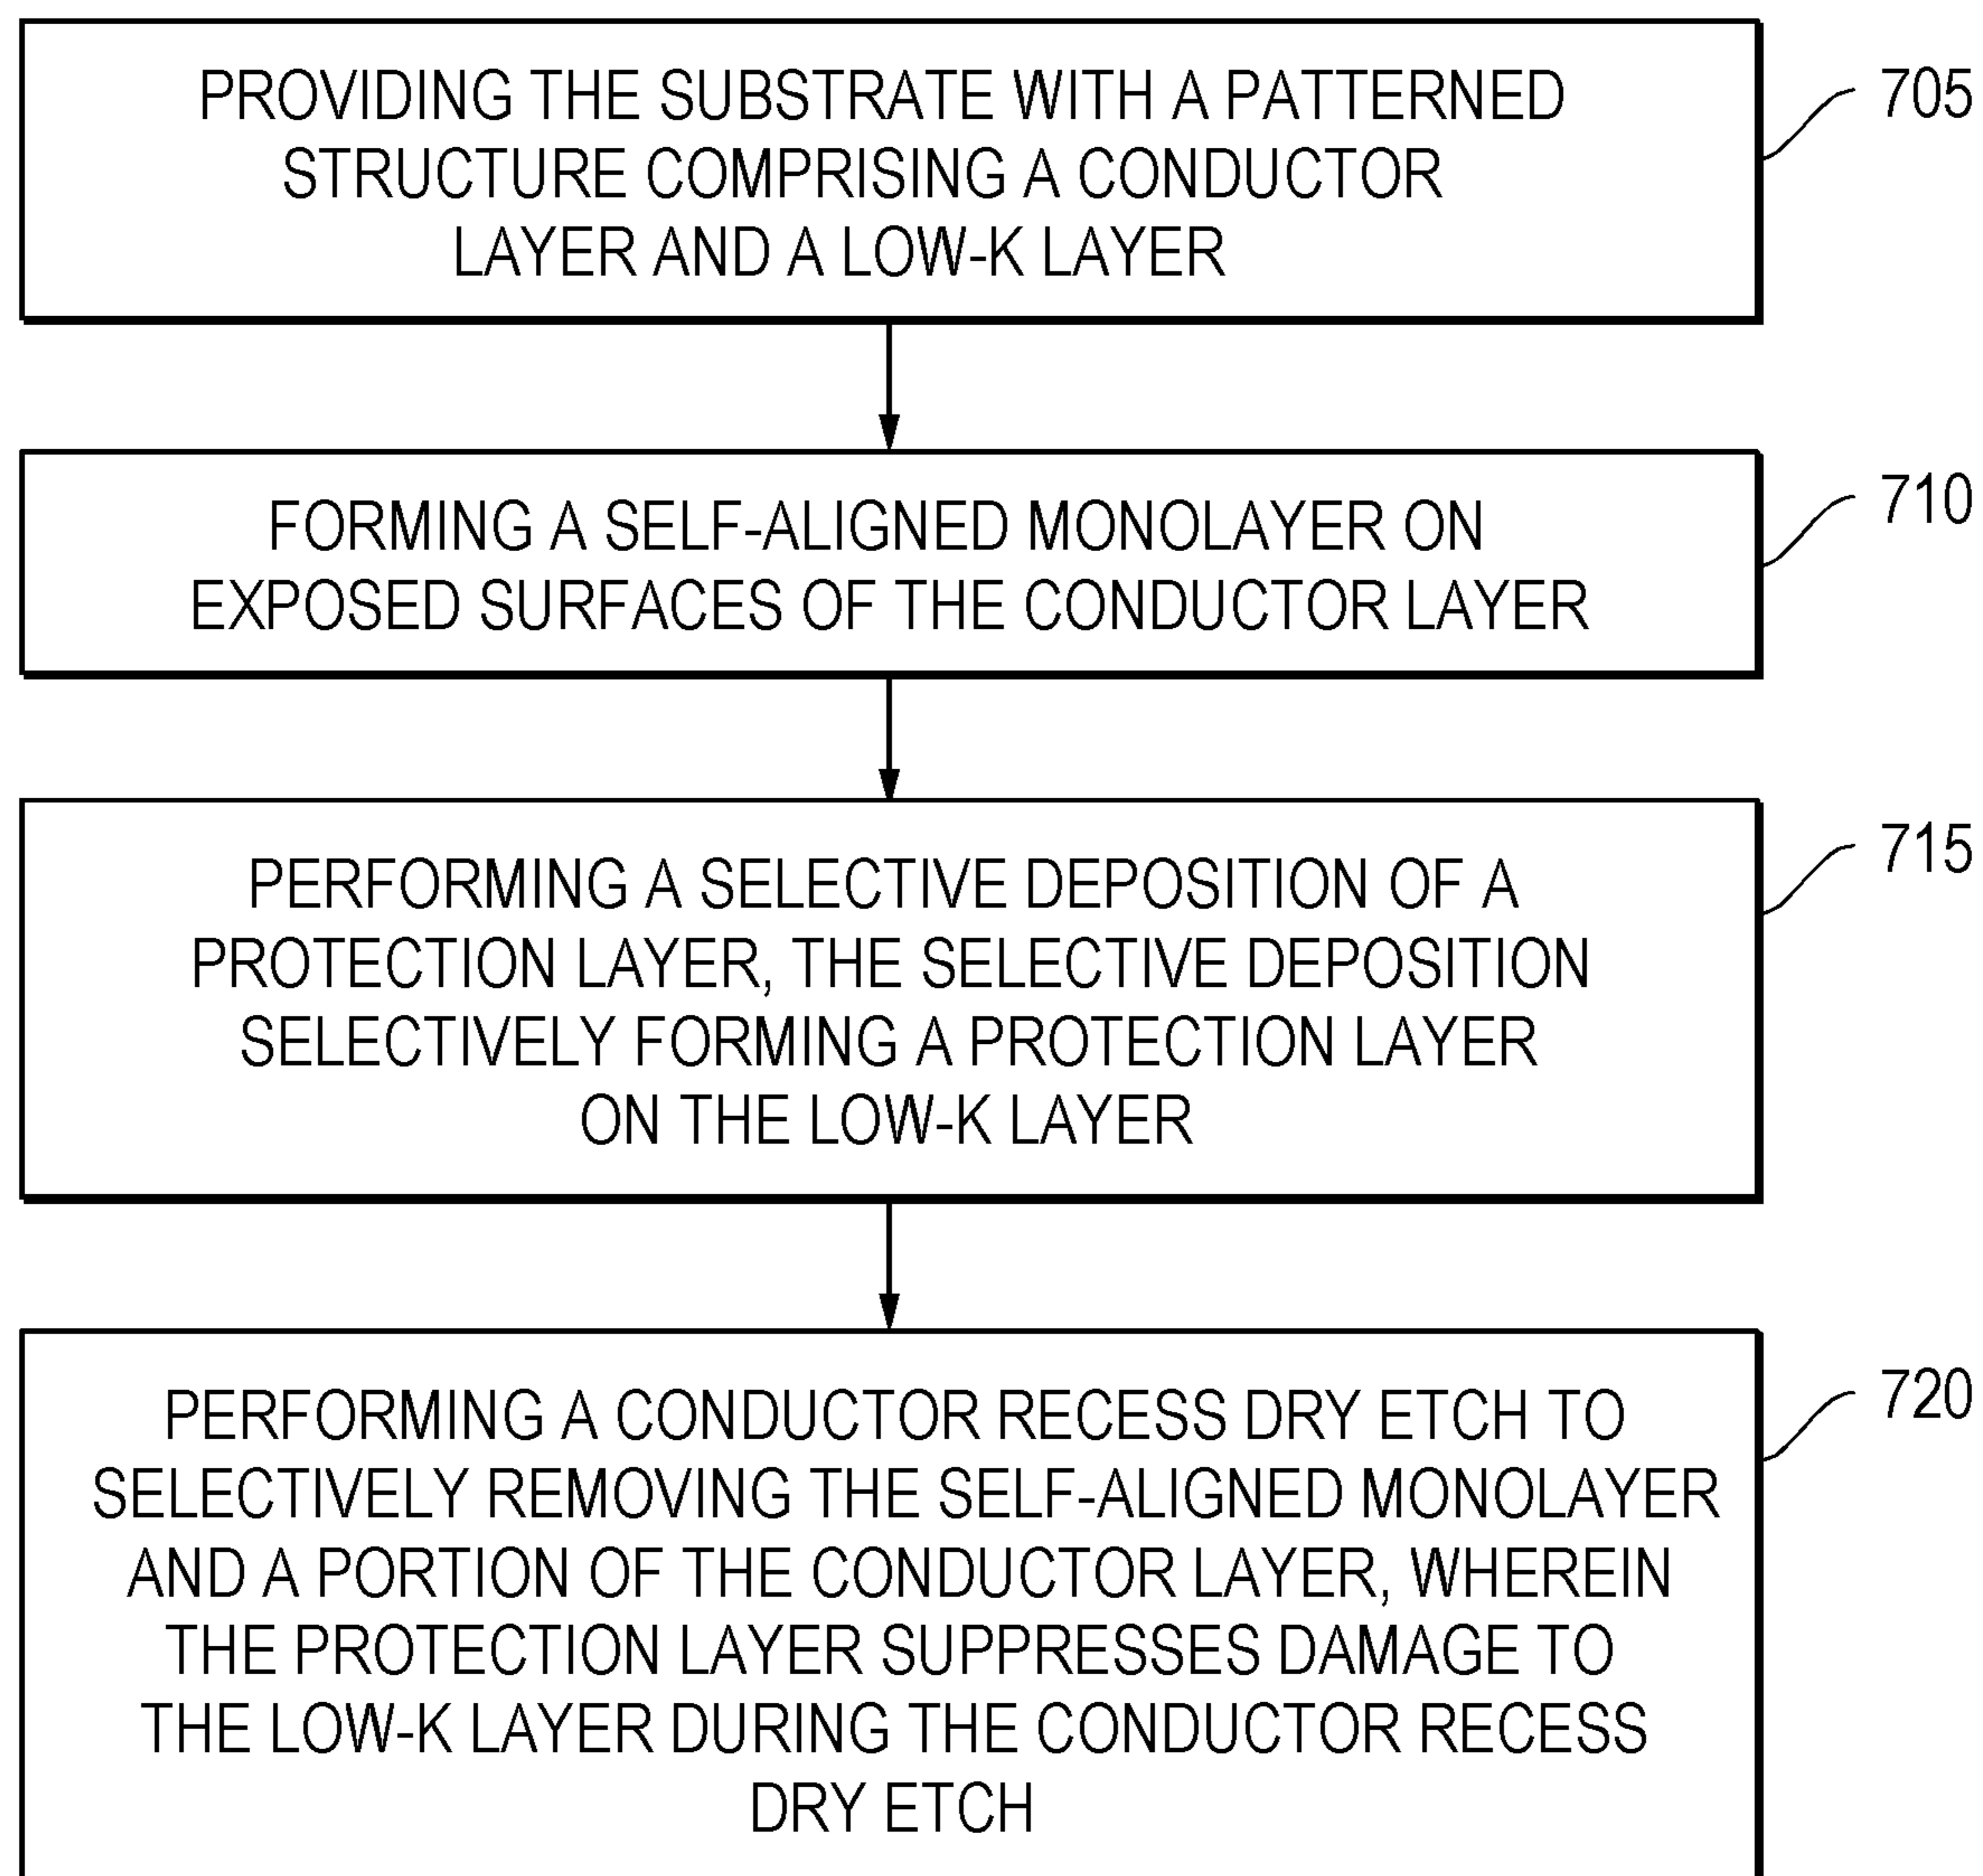 PROVIDING THE SUBSTRATE WITH A PATTERNED
STRUCTURE COMPRISING A CONDUCTOR
LAYER AND A LOW-K LAYER
705
FORMING A SELF-ALIGNED MONOLAYER ON
EXPOSED SURFACES OF THE CONDUCTOR LAYER
710
PERFORMING A SELECTIVE DEPOSITION OF A
PROTECTION LAYER, THE SELECTIVE DEPOSITION
SELECTIVELY FORMING A PROTECTION LAYER
ON THE LOW-K LAYER
715
PERFORMING A CONDUCTOR RECESS DRY ETCH TO
SELECTIVELY REMOVING THE SELF-ALIGNED MONOLAYER
AND A PORTION OF THE CONDUCTOR LAYER, WHEREIN
THE PROTECTION LAYER SUPPRESSES DAMAGE TO
THE LOW-K LAYER DURING THE CONDUCTOR RECESS
DRY ETCH
720